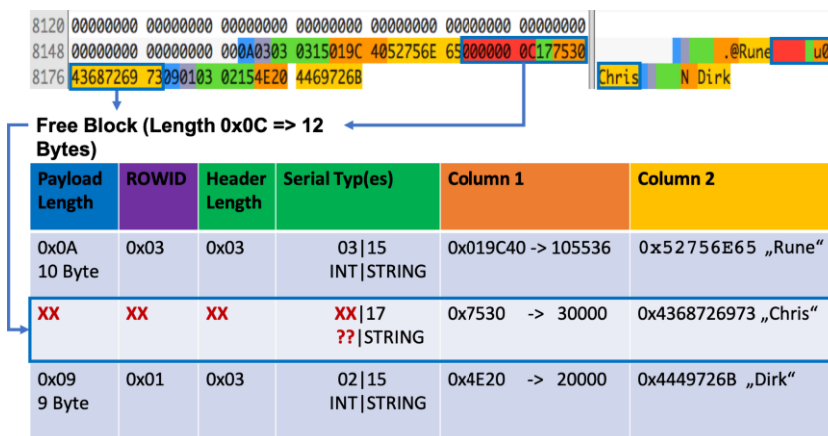 8120 00000000 00000000 00000000 00000000 00000000 00000000 00000000
8148 00000000 00000000 000A0303 0315019C 4052756E 65000000 0C177530 .@Rune u0
8176 43687269 73090103 02154E20 4469726B Chris N Dirk
Free Block (Length 0x0C => 12
Bytes)
Payload Length ROWID Header Length Serial Typ(es) Column 1 Column 2
0x0A 0x03 0x03 03|15 0x019C40 -> 105536 0x52756E65 „Rune“
10 Byte INT|STRING
XX XX XX XX|17 0x7530 -> 30000 0x4368726973 „Chris“
??|STRING
0x09 0x01 0x03 02|15 0x4E20 -> 20000 0x4449726B „Dirk“
9 Byte INT|STRING